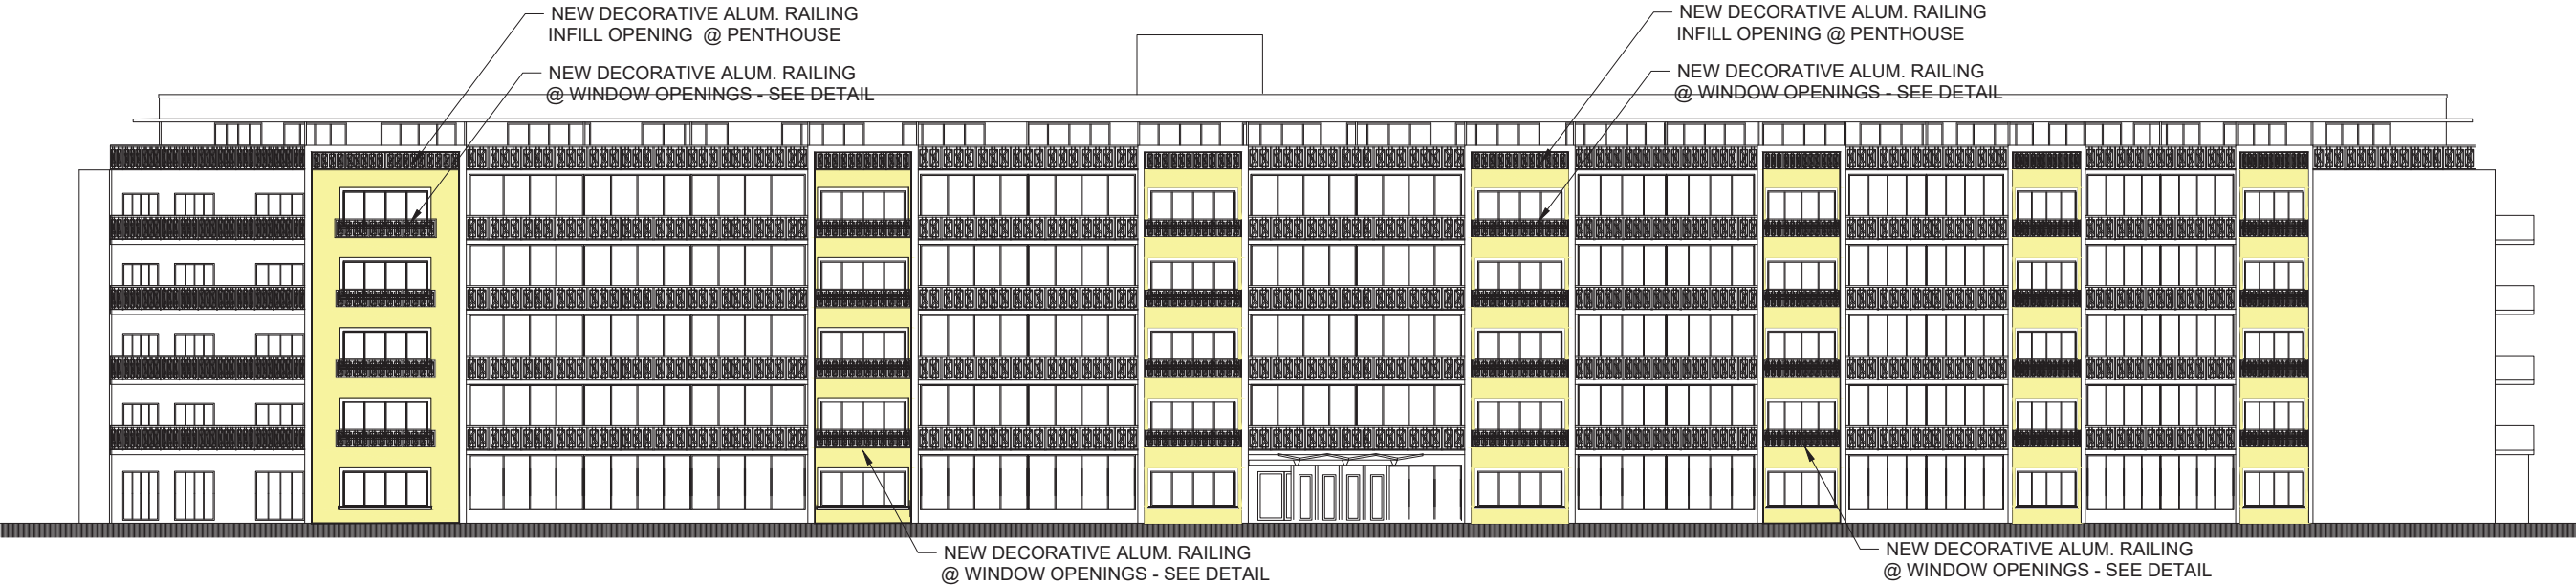 NEW DECORATIVE ALUM. RAILING
INFILL OPENING @ PENTHOUSE
NEW DECORATIVE ALUM. RAILING
@ WINDOW OPENINGS - SEE DETAIL
NEW DECORATIVE ALUM. RAILING
INFILL OPENING @ PENTHOUSE
NEW DECORATIVE ALUM. RAILING
@ WINDOW OPENINGS - SEE DETAIL
NEW DECORATIVE ALUM. RAILING
@ WINDOW OPENINGS - SEE DETAIL
NEW DECORATIVE ALUM. RAILING
@ WINDOW OPENINGS - SEE DETAIL